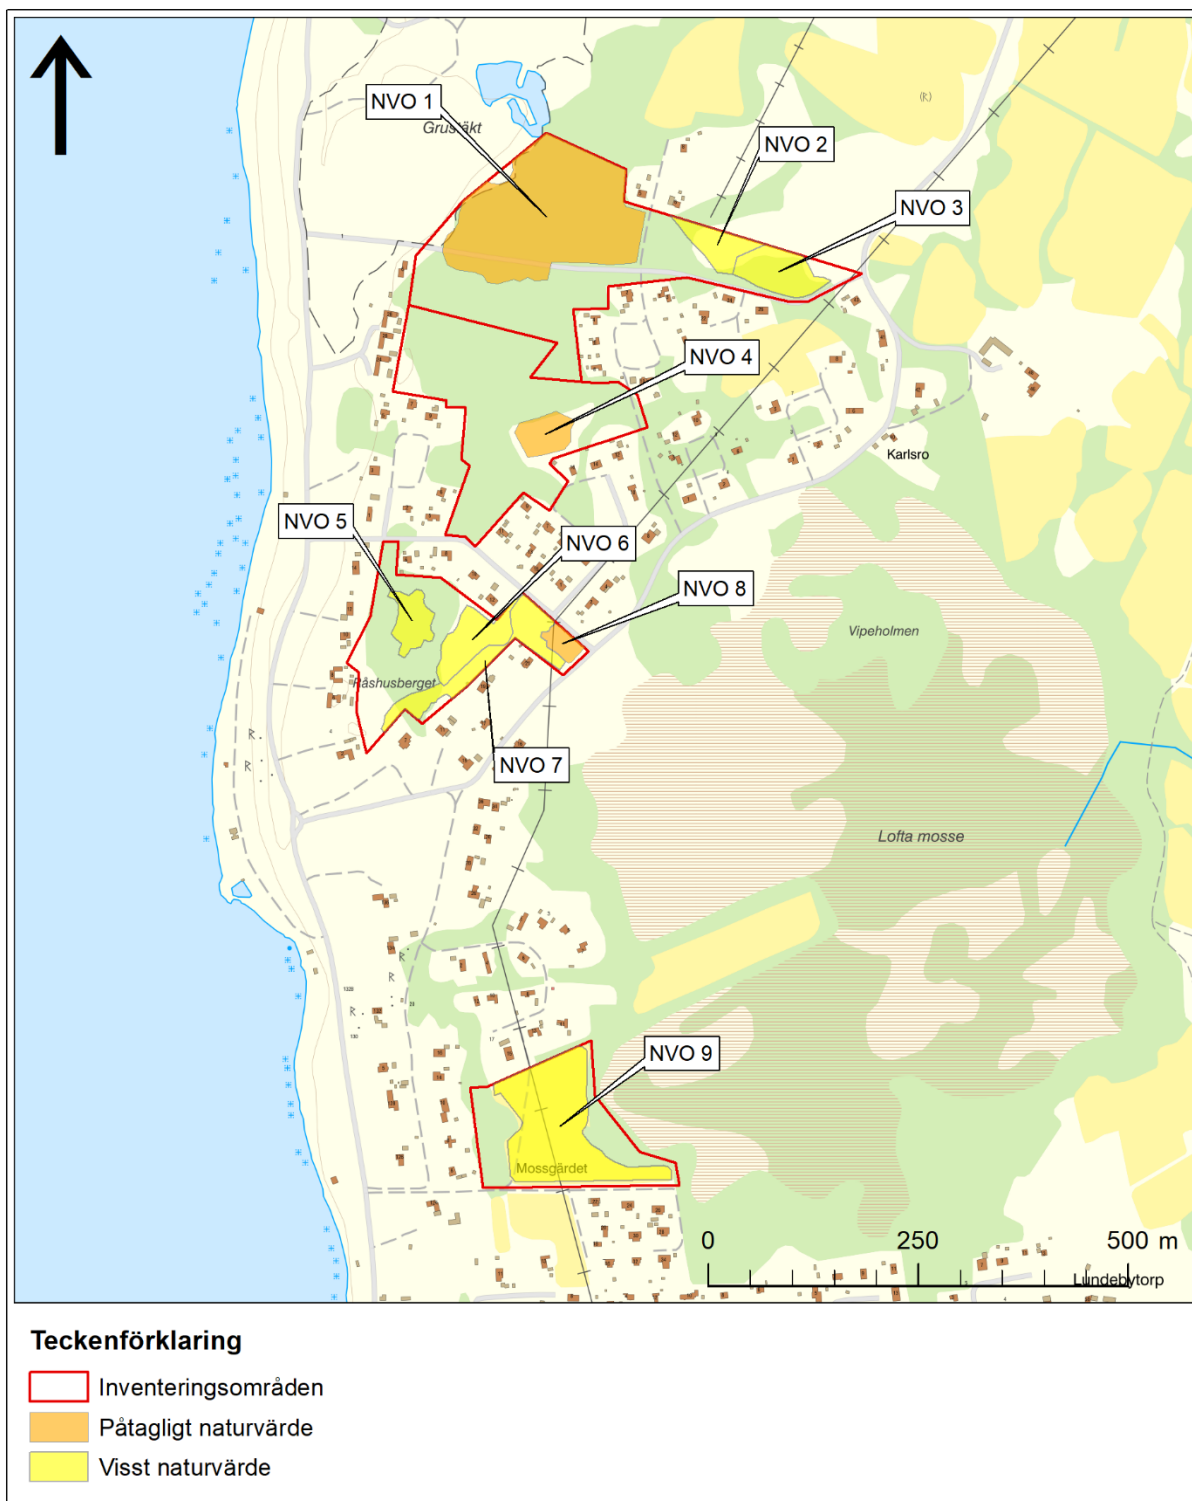 NVO 1
Grustäkt
(R)
NVO 2
NVO 3
NVO 4
Karlsro
NVO 5
NVO 6
NVO 8
Vipeholmen
Råshusberget
R
R
NVO 7
Lofta mosse
R
R
R
NVO 9
Mossgärdet
0 250 500 m
Lundebytorp
Teckenförklaring
Inventeringsområden
Påtagligt naturvärde
Visst naturvärde